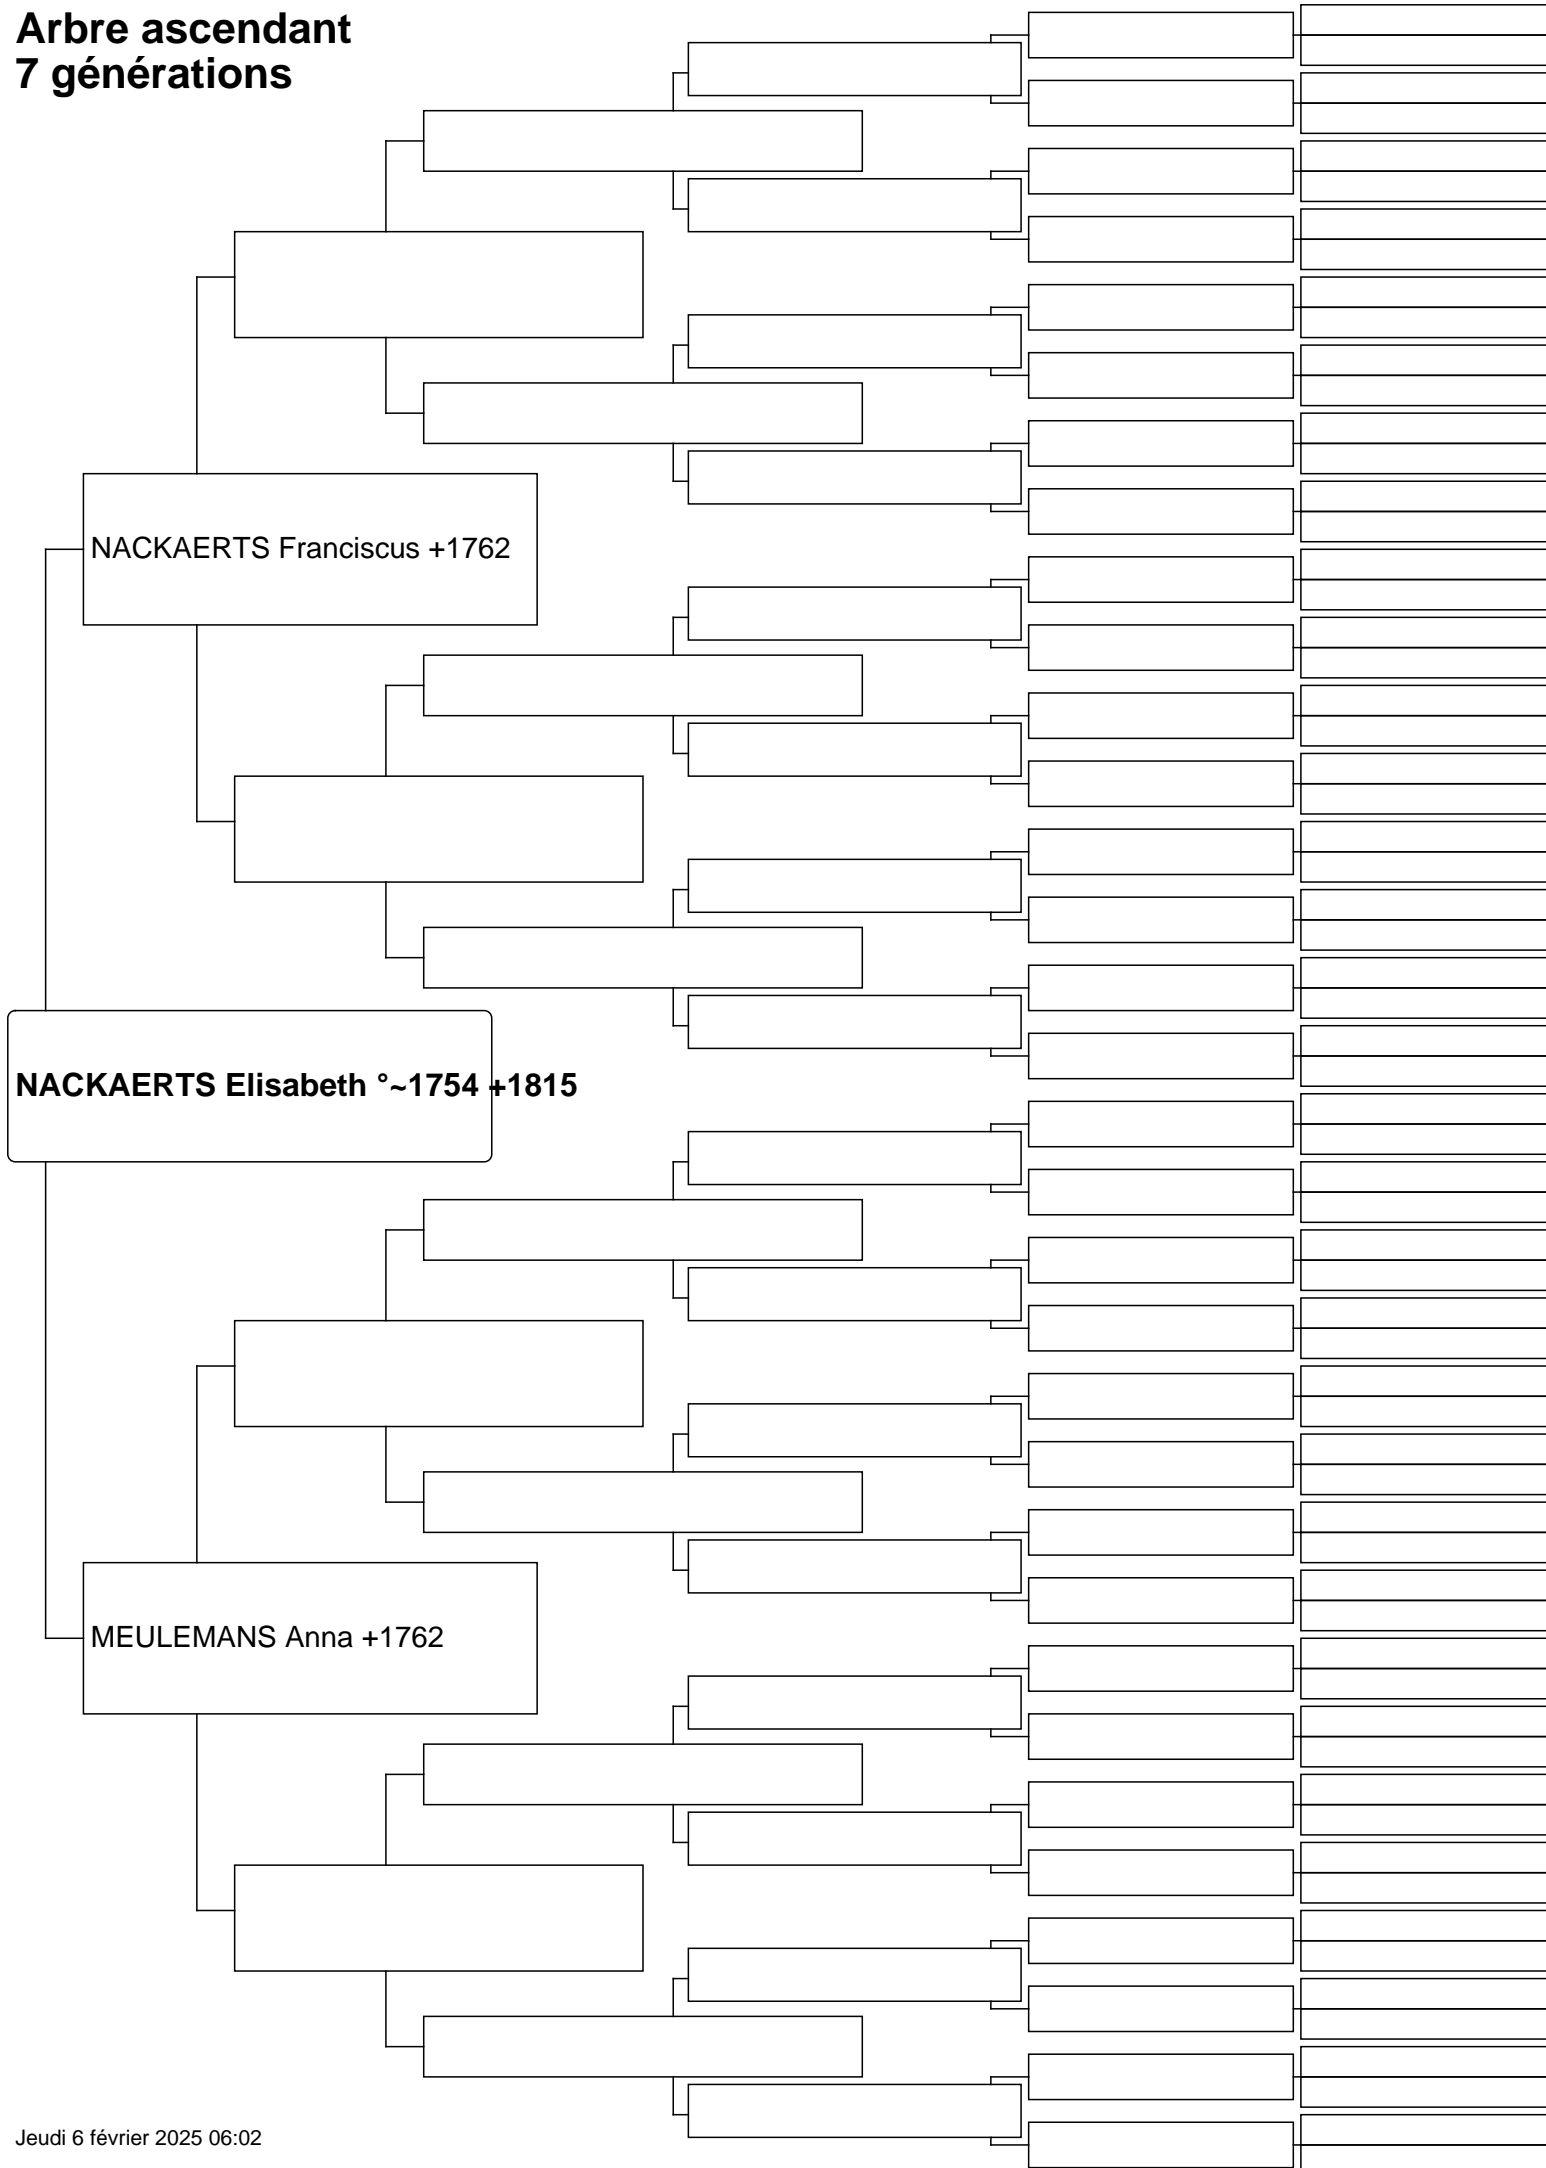 Arbre ascendant
7 générations
NACKAERTS Franciscus +1762
NACKAERTS Elisabeth °~1754 +1815
MEULEMANS Anna +1762
Jeudi 6 février 2025 06:02